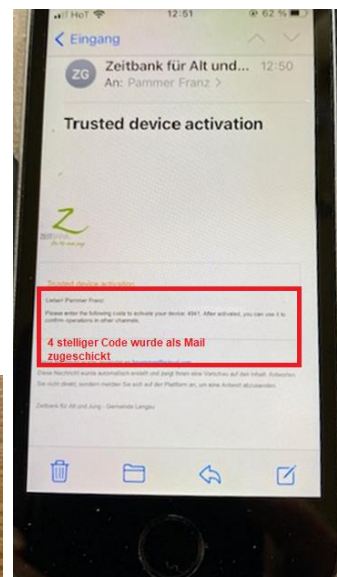 HoT 12:51 62 %
Eingang
ZG Zeitbank für Alt und... 12:50
An: Pammer Franz
Trusted device activation
Z
Trusted device activation
Liebe/r Pammer Franz:
Please enter the following code to activate your device: 4941. After activated, you can use it to
confirm operations in other channels.
4 stelliger Code wurde als Mail
zugeschickt
Diese Nachricht wurde automatisch erstellt und zeigt Ihnen eine Vorschau auf den Inhalt. Antworten
Sie nicht direkt, sondern melden Sie sich auf der Plattform an, um eine Antwort abzusenden.
Zeitbank für Alt und Jung - Gemeinde Lengau